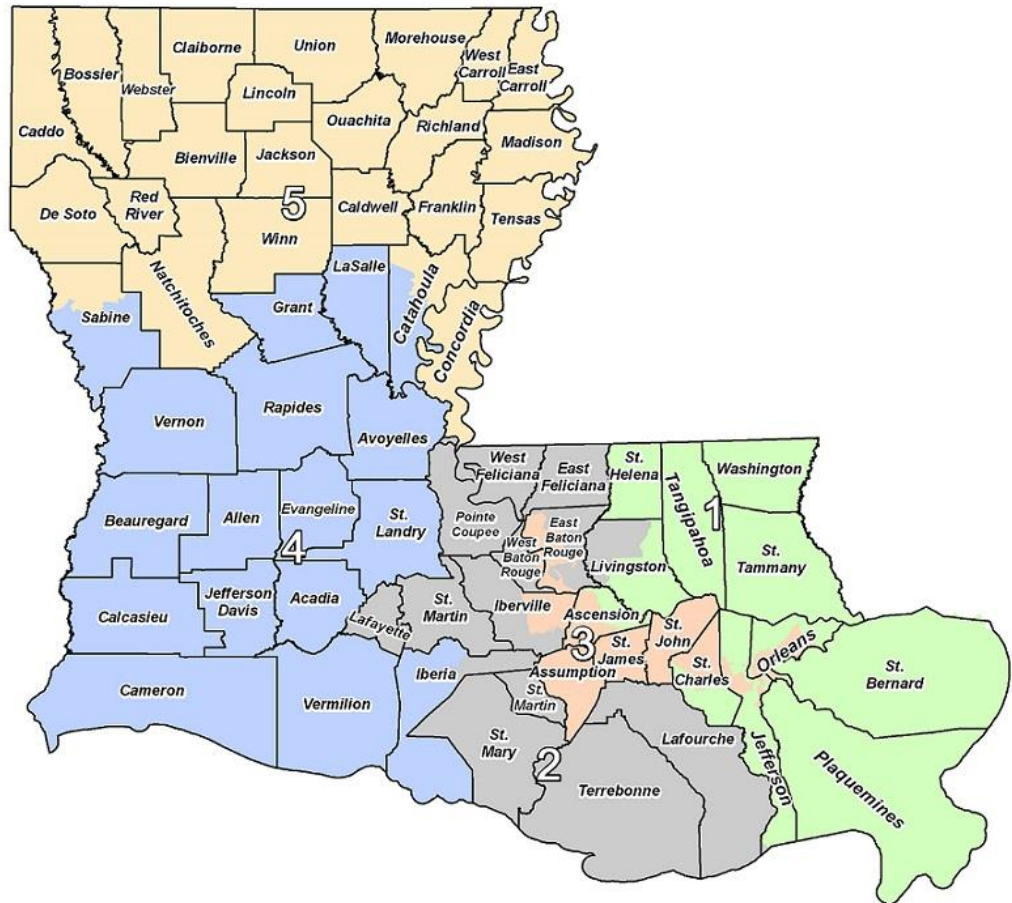 Claiborne
Union
Morehouse
West
Carroll
East
Carroll
Bossier
Webster
Lincoln
Caddo
Ouachita
Richland
Madison
Bienville
Jackson
De Soto
Red
River
5
Caldwell
Franklin
Tensas
Winn
Natchitoches
LaSalle
Catahoula
Concordia
Sabine
Grant
Vernon
Rapides
Avoyelles
West
Feliciana
East
Feliciana
St.
Helena
Tangipahoa
1
Washington
Beauregard
Allen
Evangeline
St.
Landry
4
Pointe
Coupee
West
Baton
Rouge
East
Baton
Rouge
Livingston
St.
Tammany
Calcasieu
Jefferson
Davis
Acadia
Lafayette
St.
Martin
Iberville
Ascension
3
St.
James
St.
John
Assumption
St.
Charles
Orleans
St.
Bernard
Cameron
Vermilion
Iberia
St.
Martin
St.
Mary
2
Lafourche
Terrebonne
Jefferson
Plaquemines